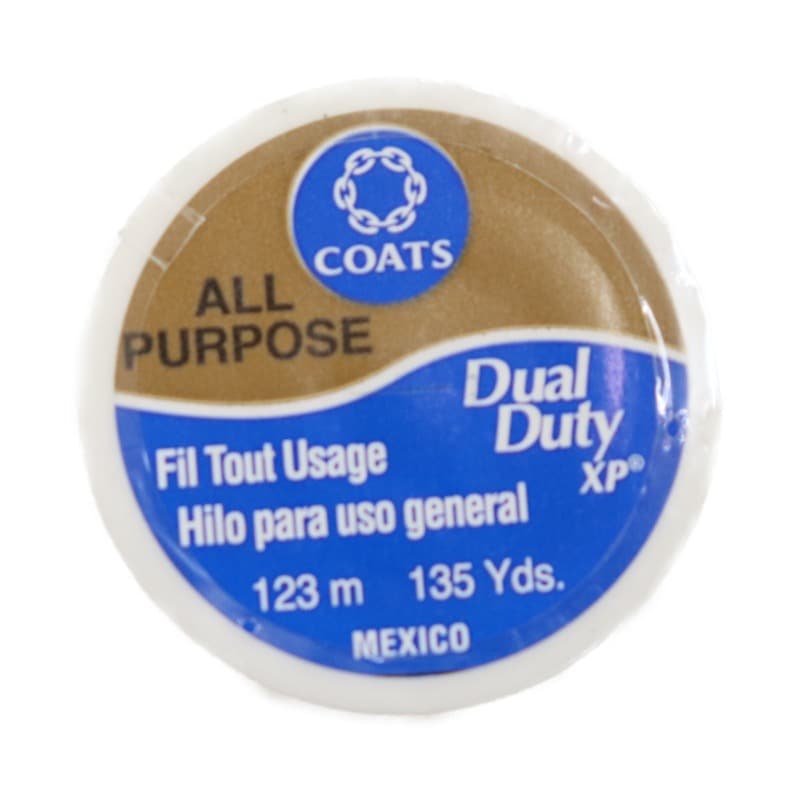 COATS
ALL
PURPOSE
Dual
Duty
XP®
Fil Tout Usage
Hilo para uso general
123 m 135 Yds.
MEXICO